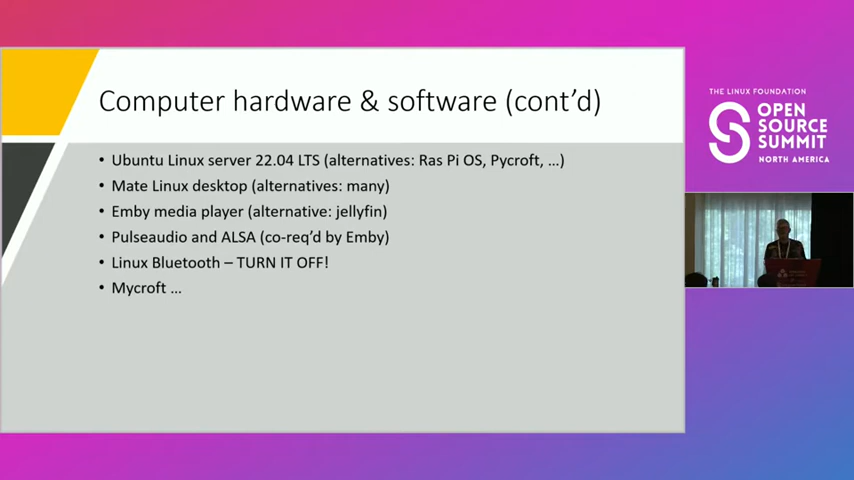 Computer hardware & software (cont’d)
• Ubuntu Linux server 22.04 LTS (alternatives: Ras Pi OS, Pycroft, …)
• Mate Linux desktop (alternatives: many)
• Emby media player (alternative: jellyfin)
• Pulseaudio and ALSA (co-req’d by Emby)
• Linux Bluetooth – TURN IT OFF!
• Mycroft …
THE LINUX FOUNDATION
OPEN
SOURCE
SUMMIT
NORTH AMERICA